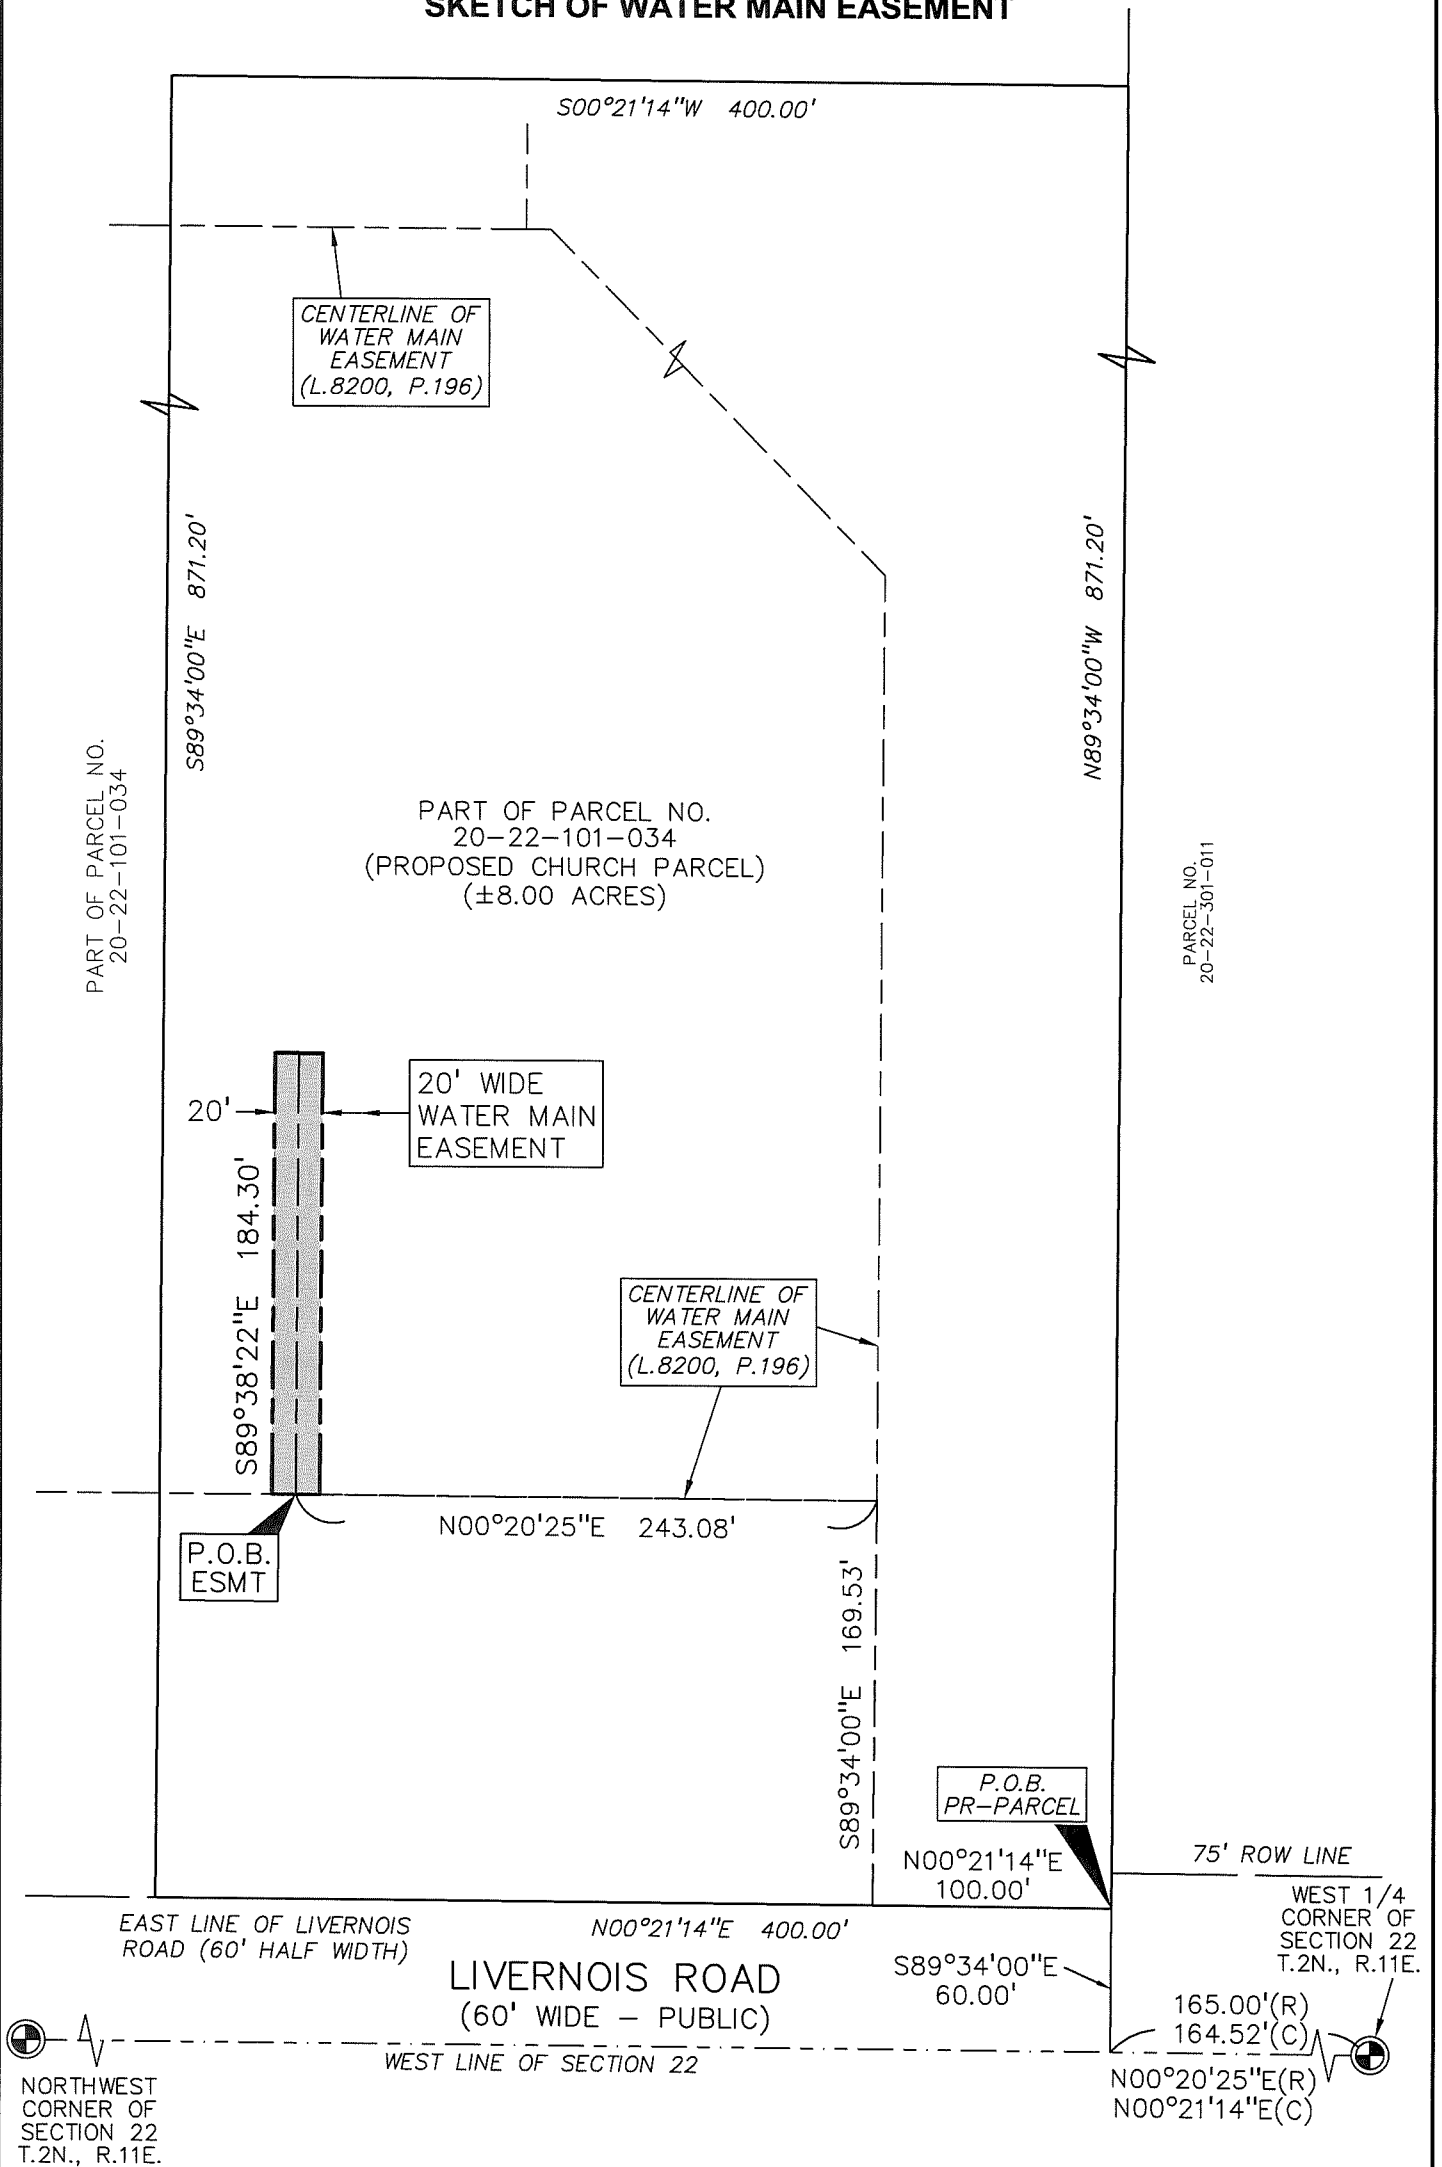 SKETCH OF WATER MAIN EASEMENT
S00°21'14"W 400.00'
CENTERLINE OF
WATER MAIN
EASEMENT
(L.8200, P.196)
S89°34'00"E 871.20'
N89°34'00"W 871.20'
PART OF PARCEL NO.
20-22-101-034
PART OF PARCEL NO.
20-22-101-034
(PROPOSED CHURCH PARCEL)
(±8.00 ACRES)
PARCEL NO.
20-22-301-011
20'
20' WIDE
WATER MAIN
EASEMENT
S89°38'22"E 184.30'
CENTERLINE OF
WATER MAIN
EASEMENT
(L.8200, P.196)
N00°20'25"E 243.08'
P.O.B.
ESMT
S89°34'00"E 169.53'
P.O.B.
PR-PARCEL
N00°21'14"E
100.00'
75' ROW LINE
WEST 1/4
CORNER OF
SECTION 22
T.2N., R.11E.
EAST LINE OF LIVERNOIS
ROAD (60' HALF WIDTH)
N00°21'14"E 400.00'
LIVERNOIS ROAD
(60' WIDE - PUBLIC)
S89°34'00"E
60.00'
165.00'(R)
164.52'(C)
WEST LINE OF SECTION 22
N00°20'25"E(R)
N00°21'14"E(C)
NORTHWEST
CORNER OF
SECTION 22
T.2N., R.11E.